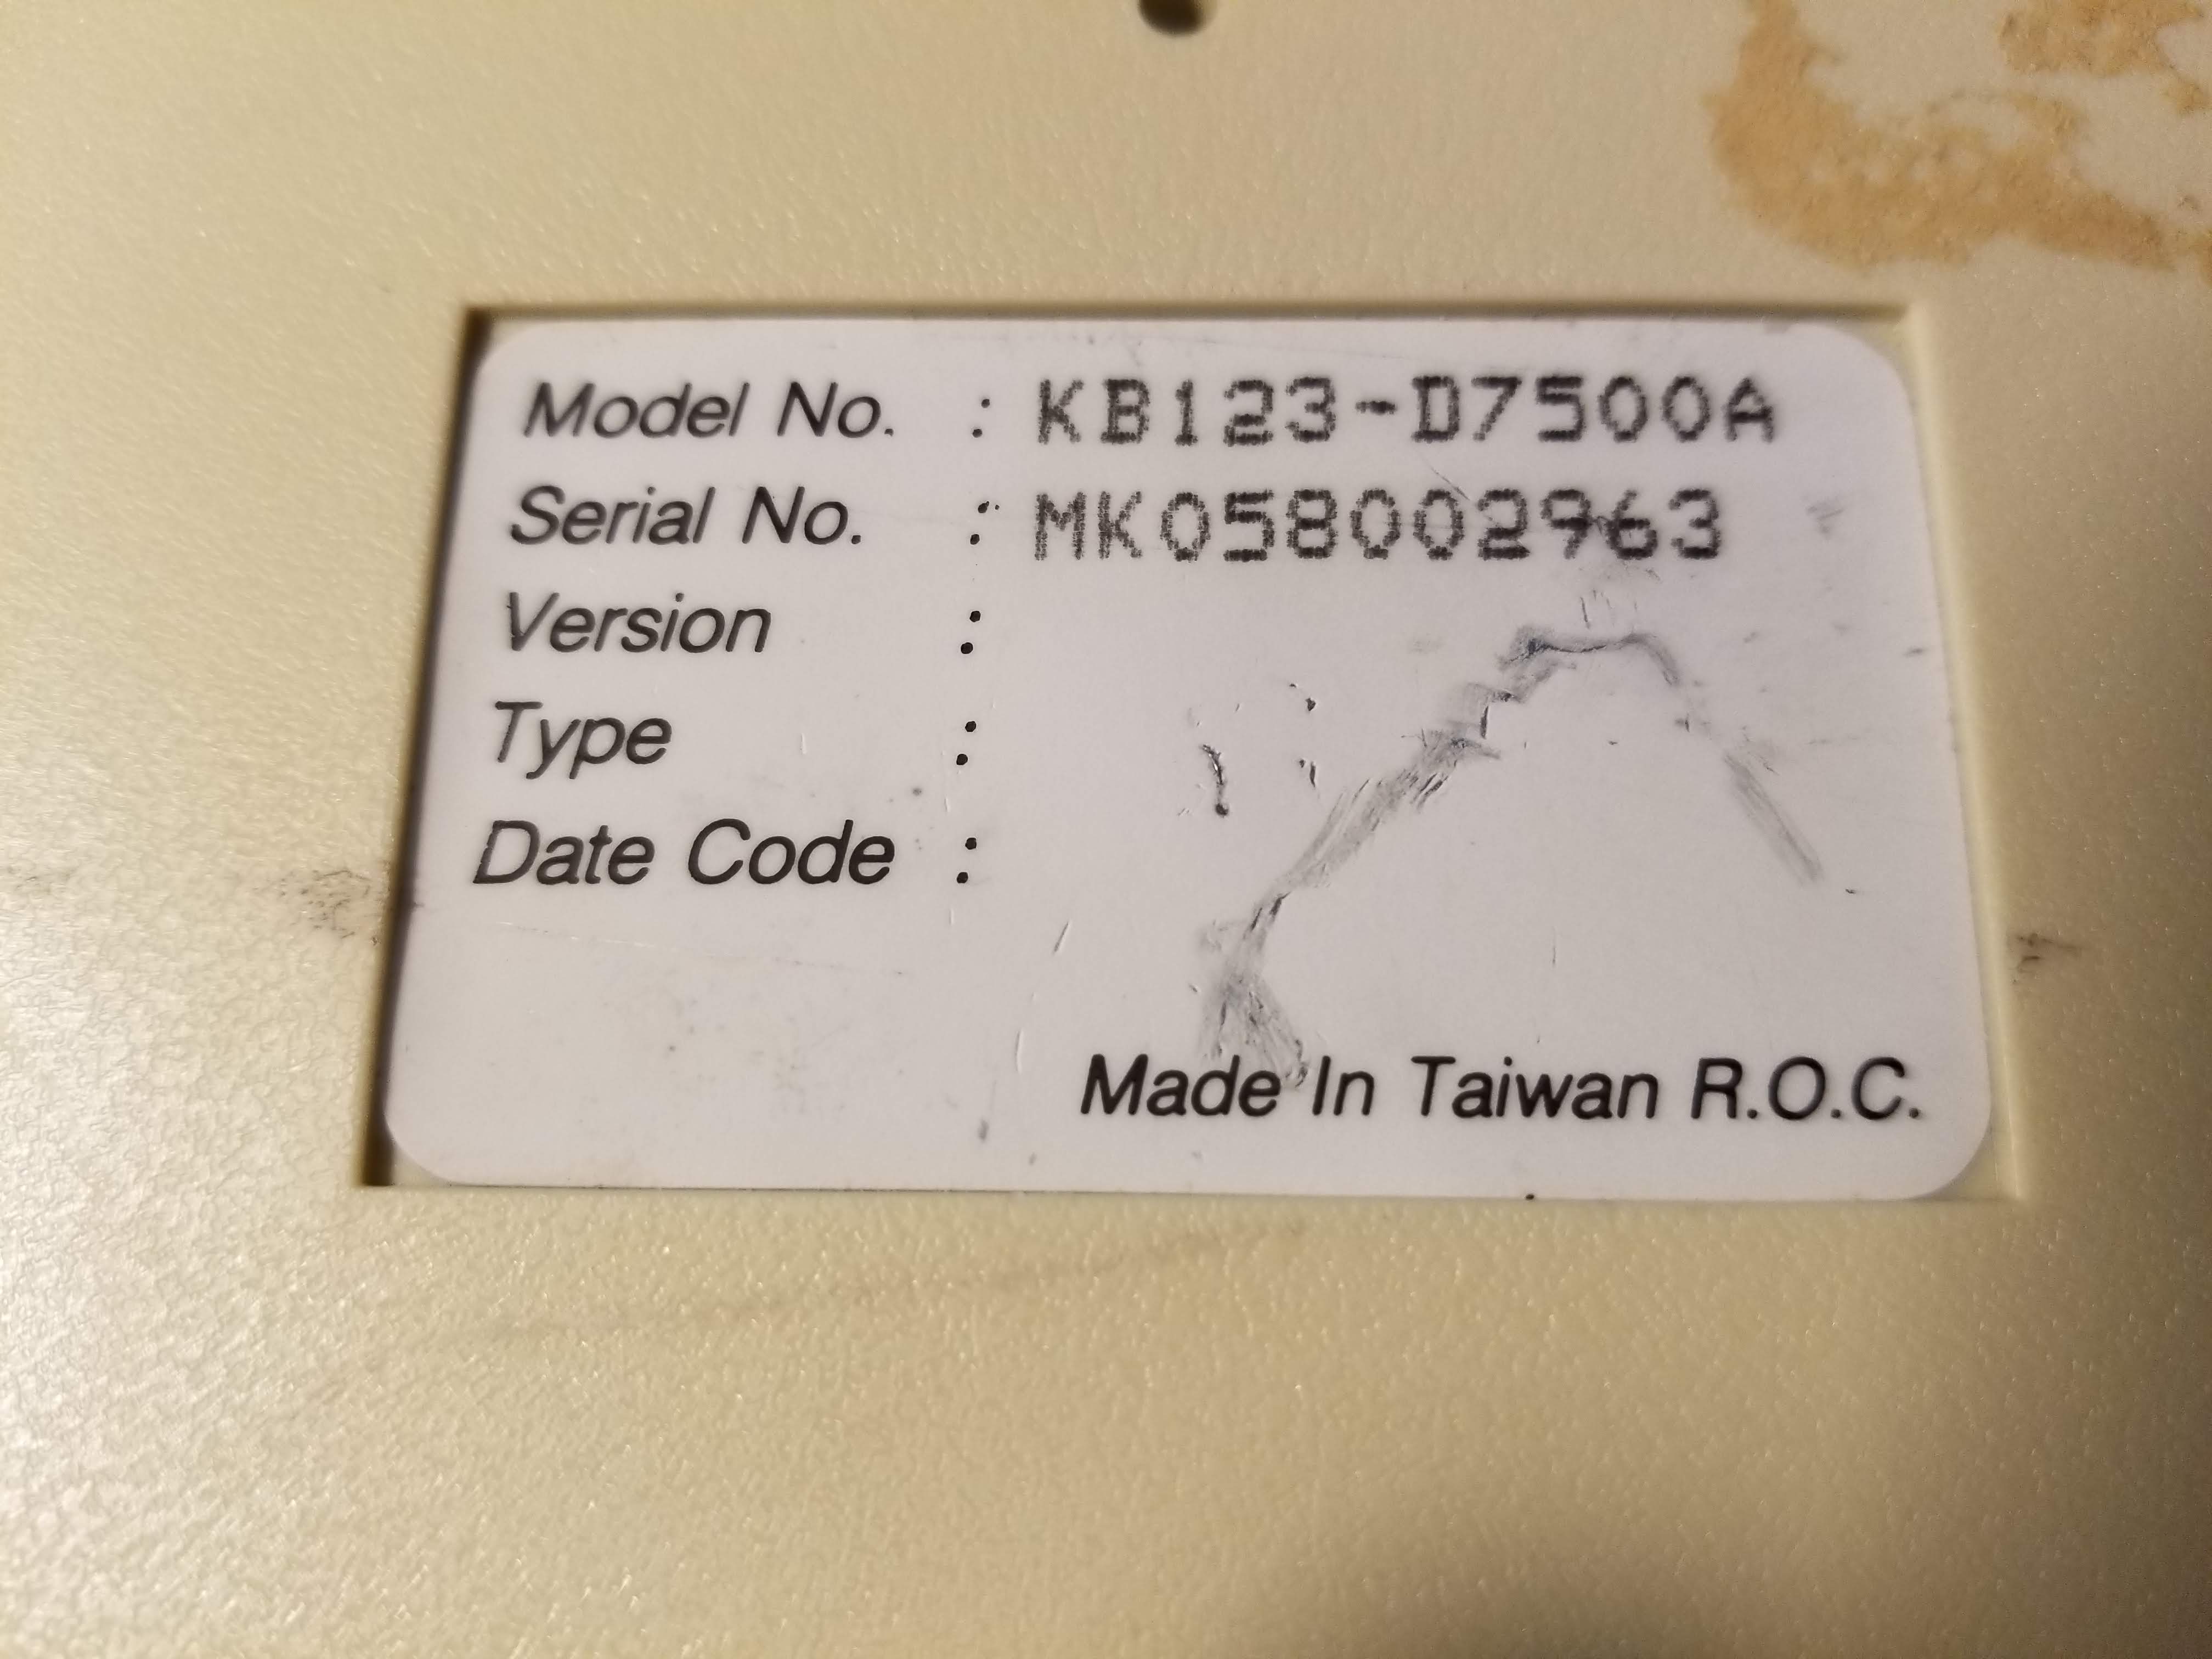 Model No. : KB123-D7500A
Serial No. : MK058002963
Version :
Type :
Date Code :
Made In Taiwan R.O.C.